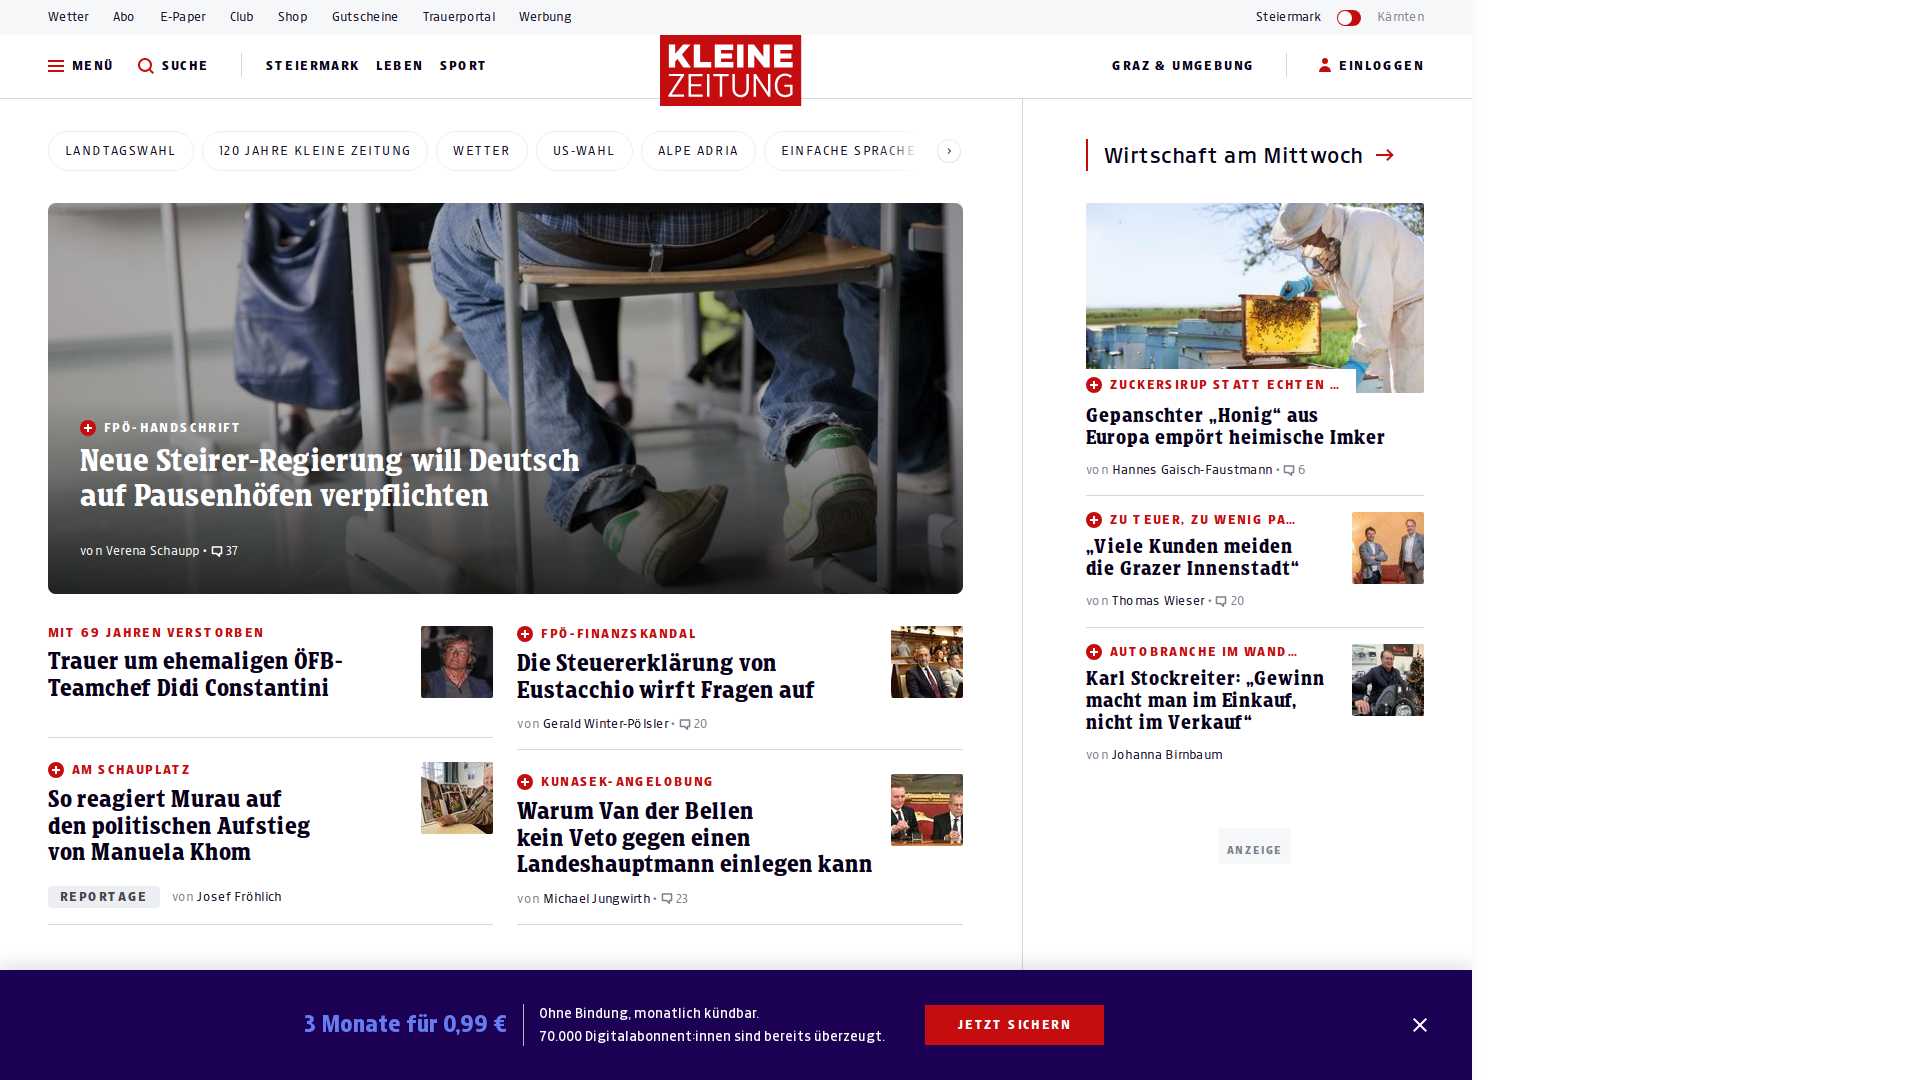 Wetter Abo E-Paper Club Shop Gutscheine Trauerportal Werbung
Steiermark Kärnten
MENÜ SUCHE STEIERMARK LEBEN SPORT
KLEINE
ZEITUNG
GRAZ & UMGEBUNG EINLOGGEN
LANDTAGSWAHL 120 JAHRE KLEINE ZEITUNG WETTER US-WAHL ALPE ADRIA EINFACHE SPRACHE
FPÖ-HANDSCHRIFT
Neue Steirer-Regierung will Deutsch
auf Pausenhöfen verpflichten
von Verena Schaupp • 37
MIT 69 JAHREN VERSTORBEN
Trauer um ehemaligen ÖFB-
Teamchef Didi Constantini
AM SCHAUPLATZ
So reagiert Murau auf
den politischen Aufstieg
von Manuela Khom
REPORTAGE von Josef Fröhlich
FPÖ-FINANZSKANDAL
Die Steuererklärung von
Eustacchio wirft Fragen auf
von Gerald Winter-Pölsler • 20
KUNASEK-ANGELOBUNG
Warum Van der Bellen
kein Veto gegen einen
Landeshauptmann einlegen kann
von Michael Jungwirth • 23
Wirtschaft am Mittwoch
ZUCKERSIRUP STATT ECHTEN ...
Gepanschter „Honig“ aus
Europa empört heimische Imker
von Hannes Gaisch-Faustmann • 6
ZU TEUER, ZU WENIG PA...
„Viele Kunden meiden
die Grazer Innenstadt“
von Thomas Wieser • 20
AUTOBRANCHE IM WAND...
Karl Stockreiter: „Gewinn
macht man im Einkauf,
nicht im Verkauf“
von Johanna Birnbaum
ANZEIGE
3 Monate für 0,99 €
Ohne Bindung, monatlich kündbar.
70.000 Digitalabonnent:innen sind bereits überzeugt.
JETZT SICHERN